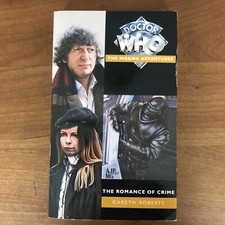 DOCTOR
WHO
THE MISSING ADVENTURES
THE ROMANCE OF CRIME
GARETH ROBERTS